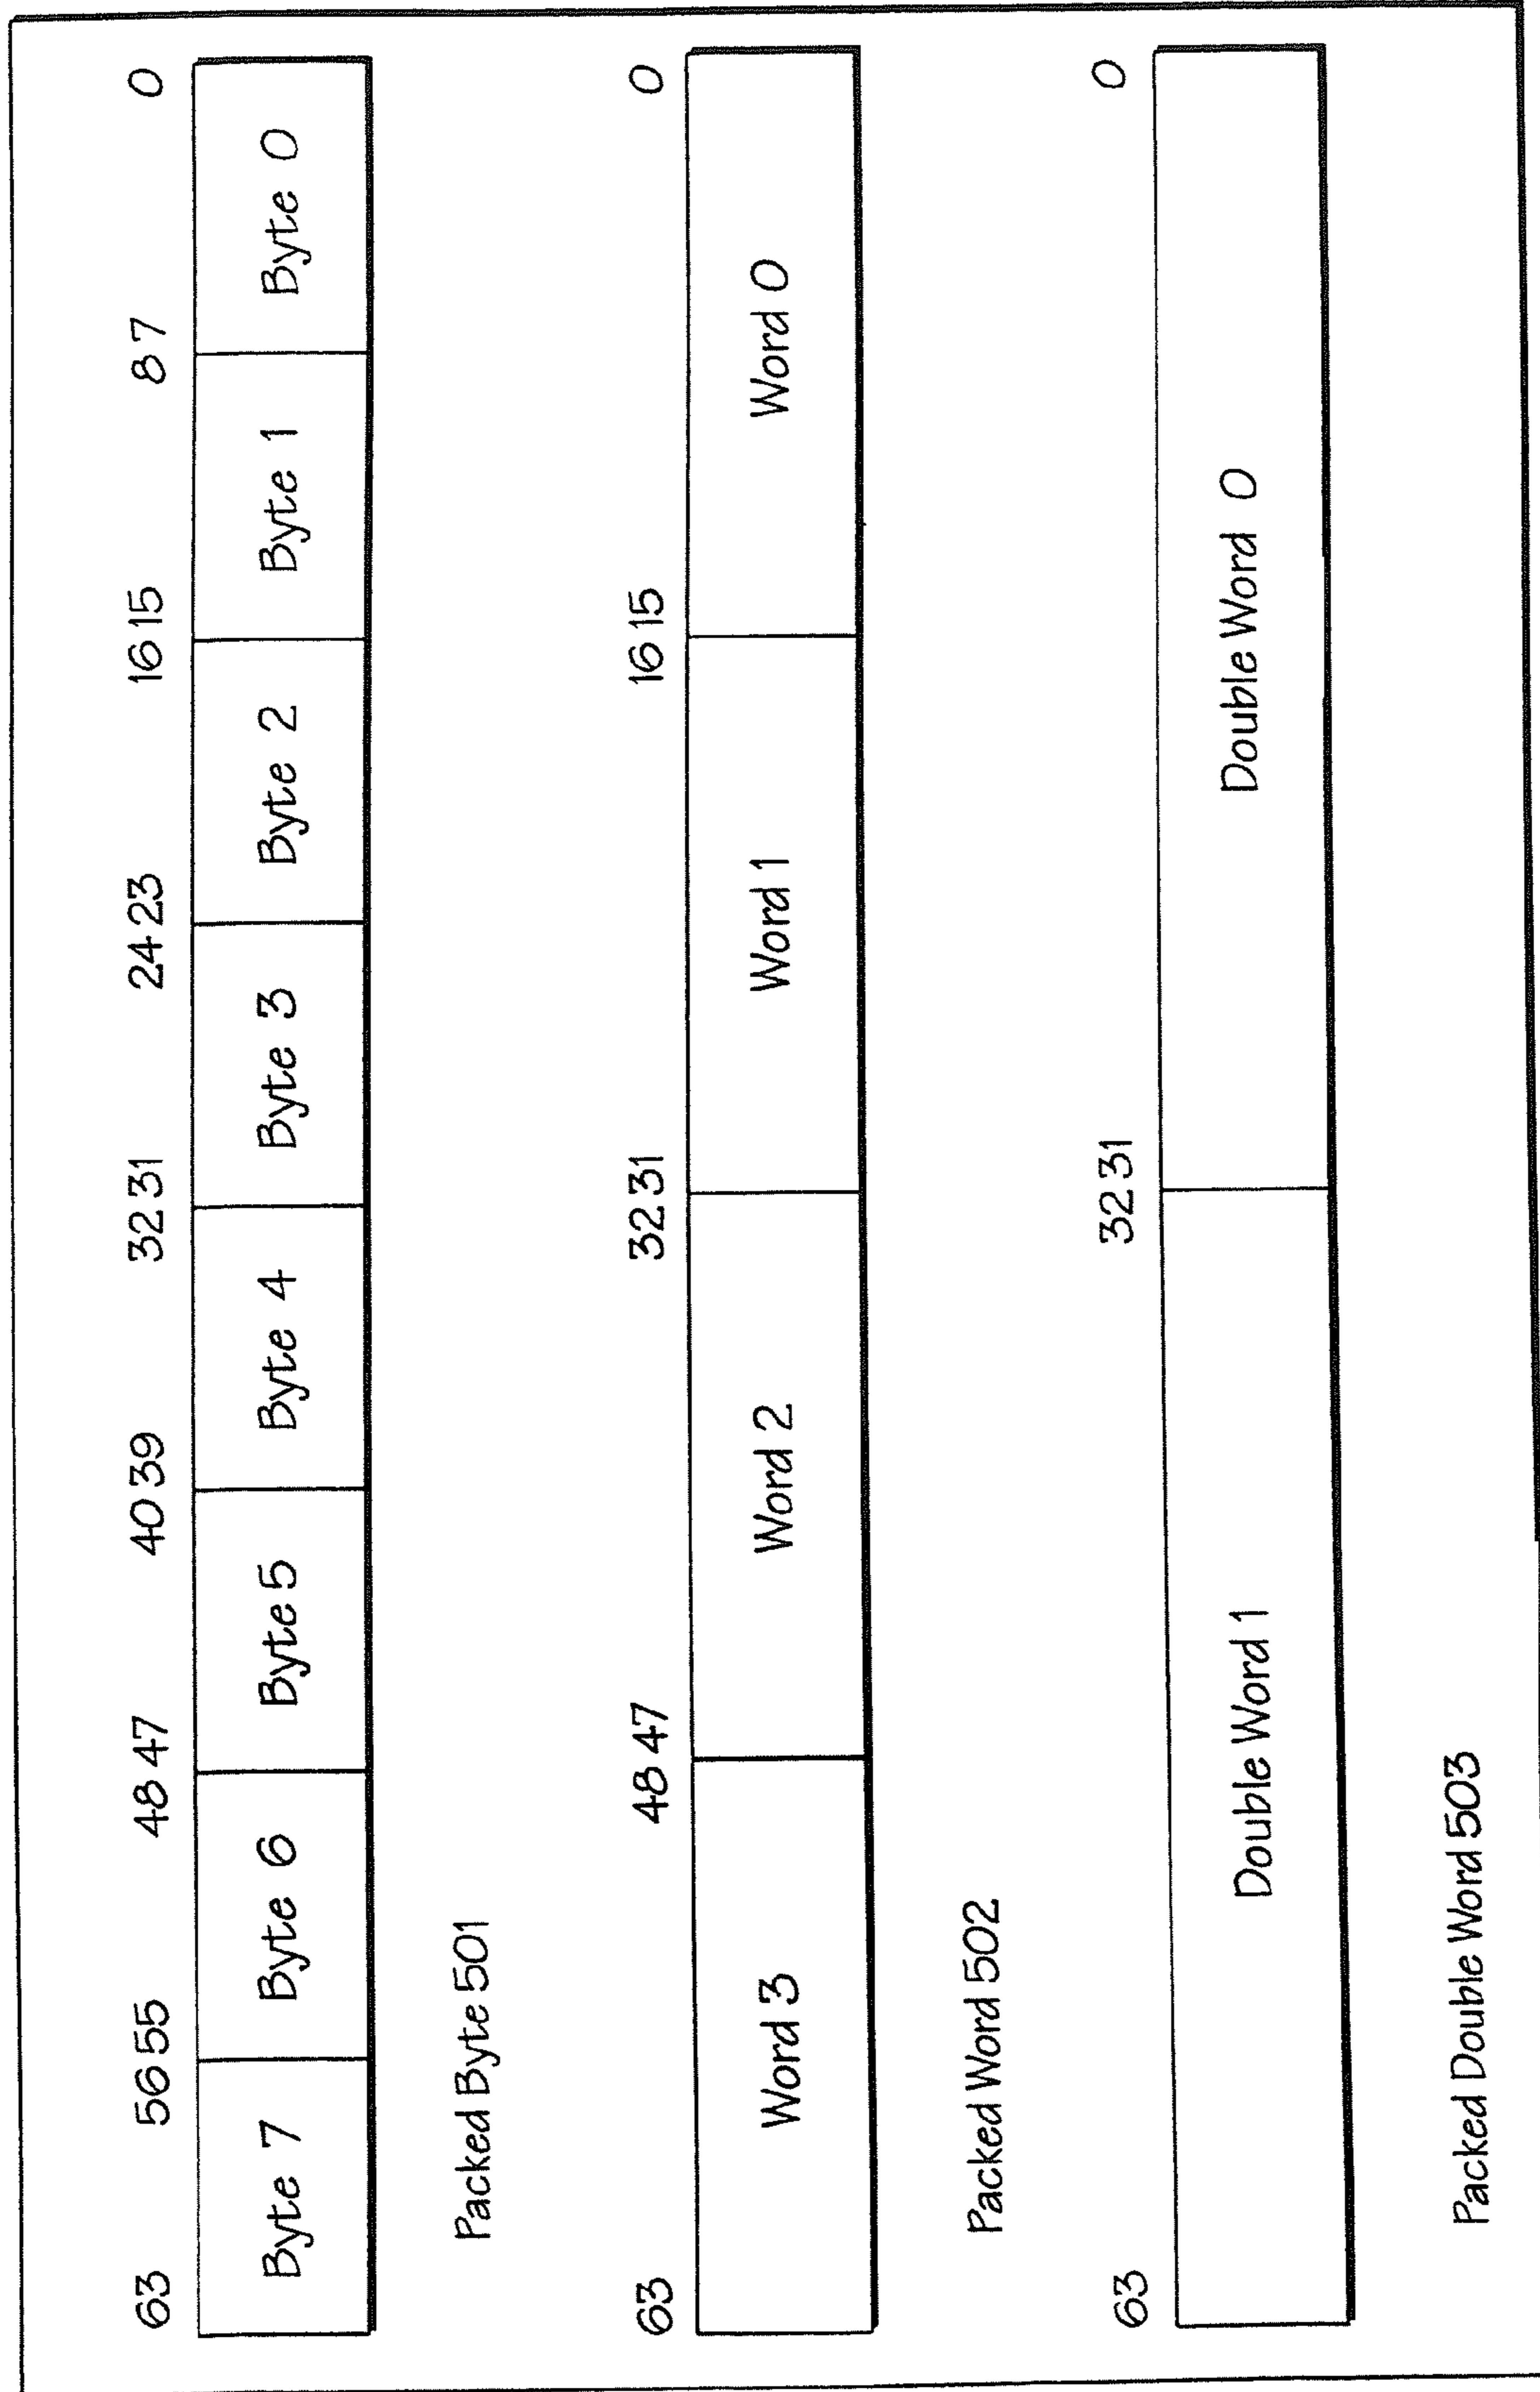 63 56 55 48 47 40 39 32 31 24 23 16 15 8 7 0
Byte 7 Byte 6 Byte 5 Byte 4 Byte 3 Byte 2 Byte 1 Byte 0
Packed Byte 501
63 48 47 32 31 16 15 0
Word 3 Word 2 Word 1 Word 0
Packed Word 502
63 32 31 0
Double Word 1 Double Word 0
Packed Double Word 503